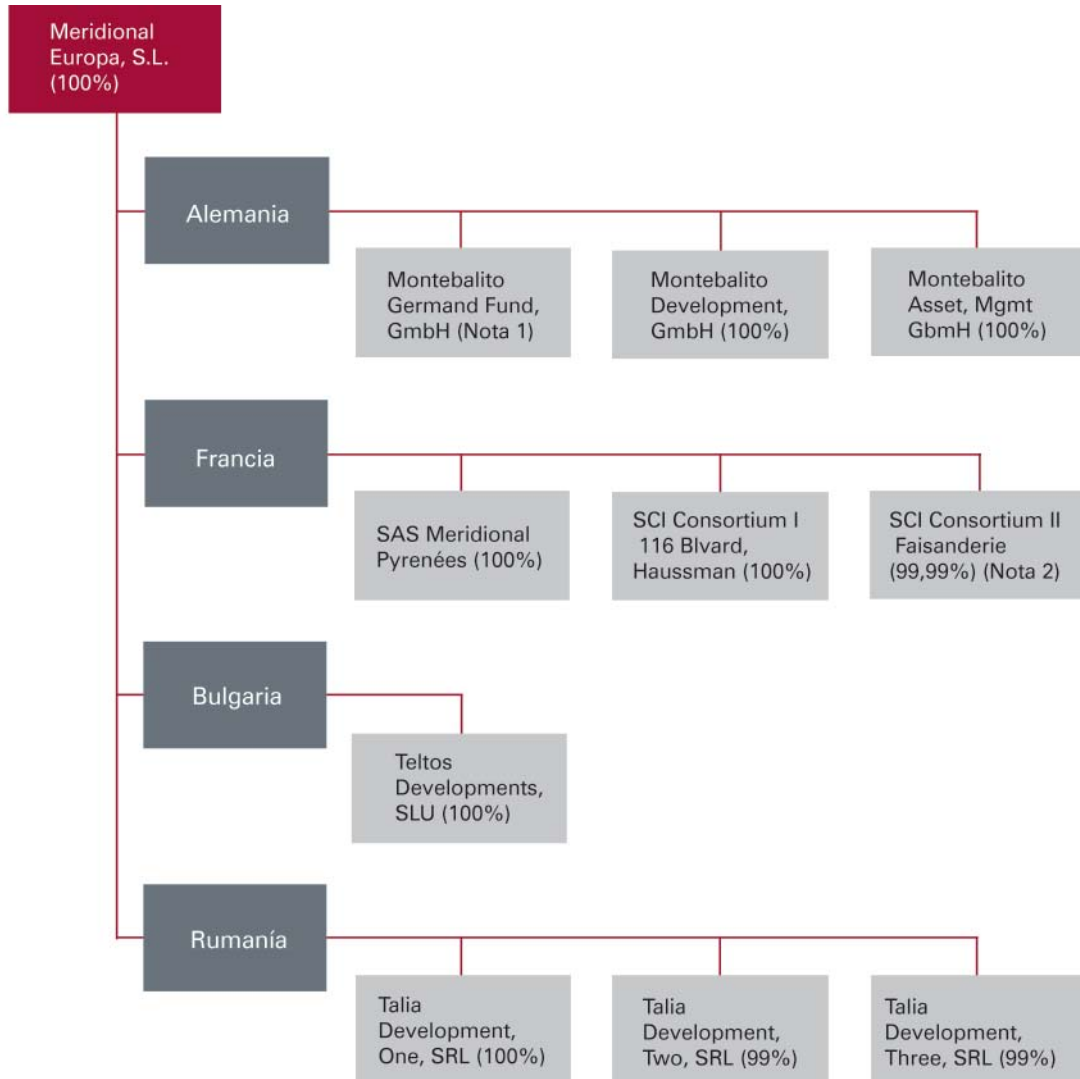 Meridional
Europa, S.L.
(100%)
Alemania
Montebalito
Germand Fund,
GmbH (Nota 1)
Montebalito
Development,
GmbH (100%)
Montebalito
Asset, Mgmt
GbmH (100%)
Francia
SAS Meridional
Pyrenées (100%)
SCI Consortium I
116 Blvard,
Haussman (100%)
SCI Consortium II
Faisanderie
(99,99%) (Nota 2)
Bulgaria
Teltos
Developments,
SLU (100%)
Rumanía
Talia
Development,
One, SRL (100%)
Talia
Development,
Two, SRL (99%)
Talia
Development,
Three, SRL (99%)